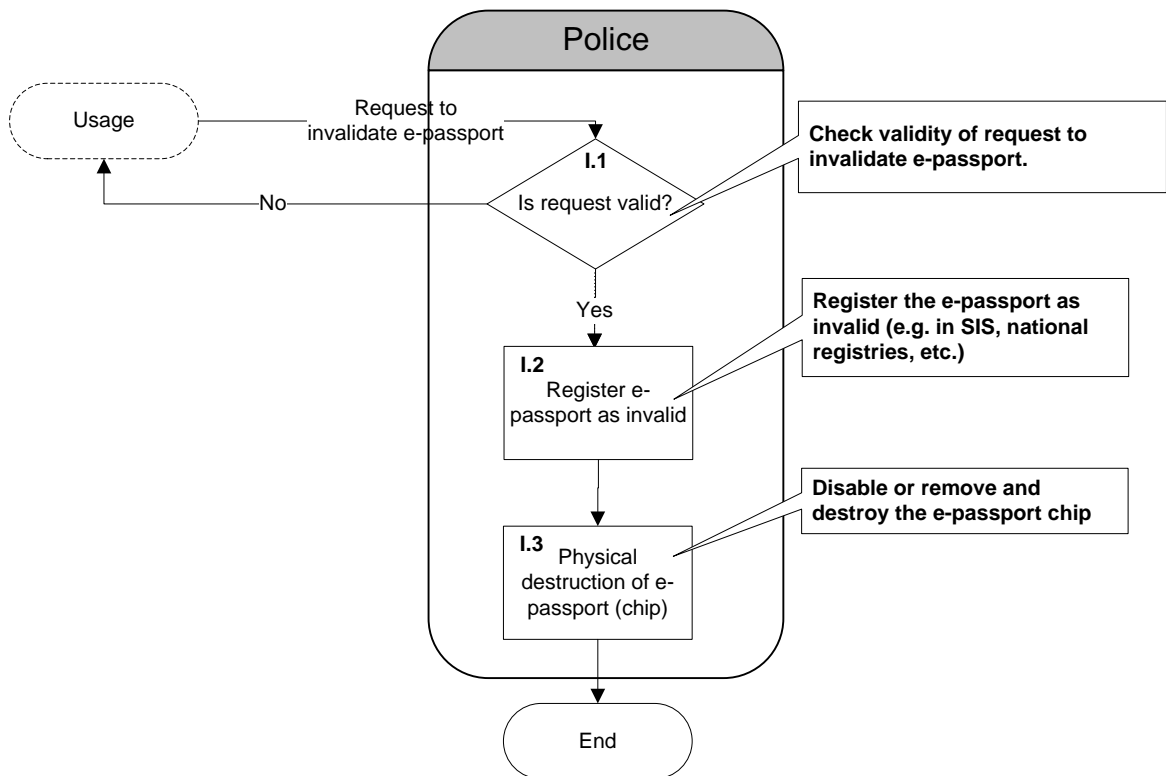 Police
Usage
Request to
invalidate e-passport
Check validity of request to
invalidate e-passport.
I.1
Is request valid?
No
Yes
Register the e-passport as
invalid (e.g. in SIS, national
registries, etc.)
I.2
Register e-
passport as invalid
Disable or remove and
destroy the e-passport chip
I.3
Physical
destruction of e-
passport (chip)
End